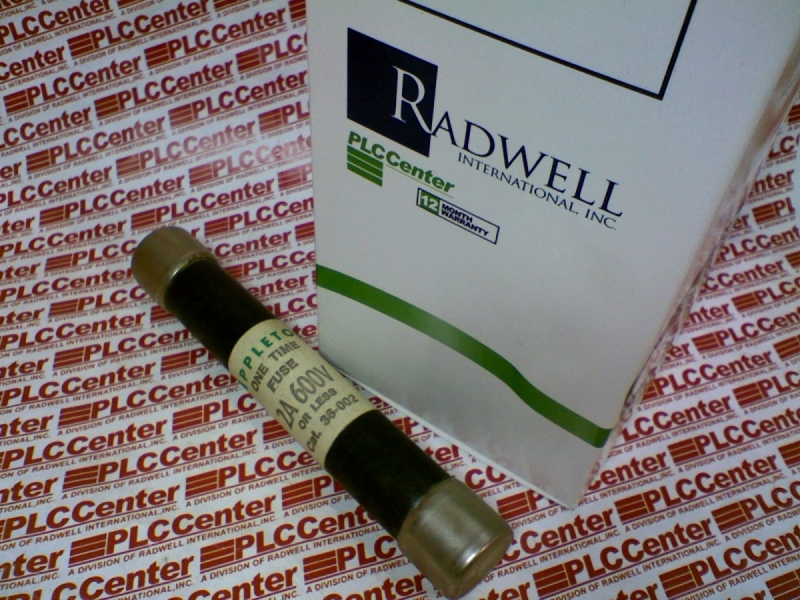 RADWELL
INTERNATIONAL, INC.
PLCCenter
12 MONTH
WARRANTY
PPLETO
ONE TIME
FUSE
2A 600V
OR LESS
Cat. 36-002
PLCCenter
A DIVISION OF RADWELL INTERNATIONAL, INC.